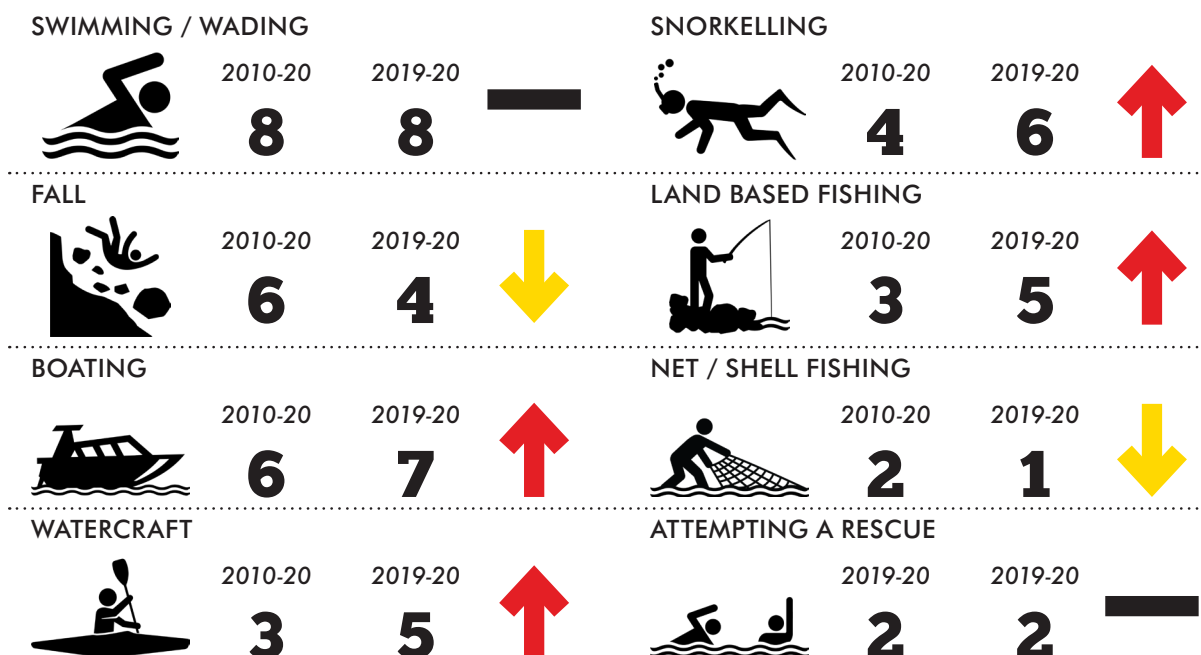 SWIMMING / WADING
2010-20 2019-20
8 8
SNORKELLING
2010-20 2019-20
4 6
FALL
2010-20 2019-20
6 4
LAND BASED FISHING
2010-20 2019-20
3 5
BOATING
2010-20 2019-20
6 7
NET / SHELL FISHING
2010-20 2019-20
2 1
WATERCRAFT
2010-20 2019-20
3 5
ATTEMPTING A RESCUE
2019-20 2019-20
2 2